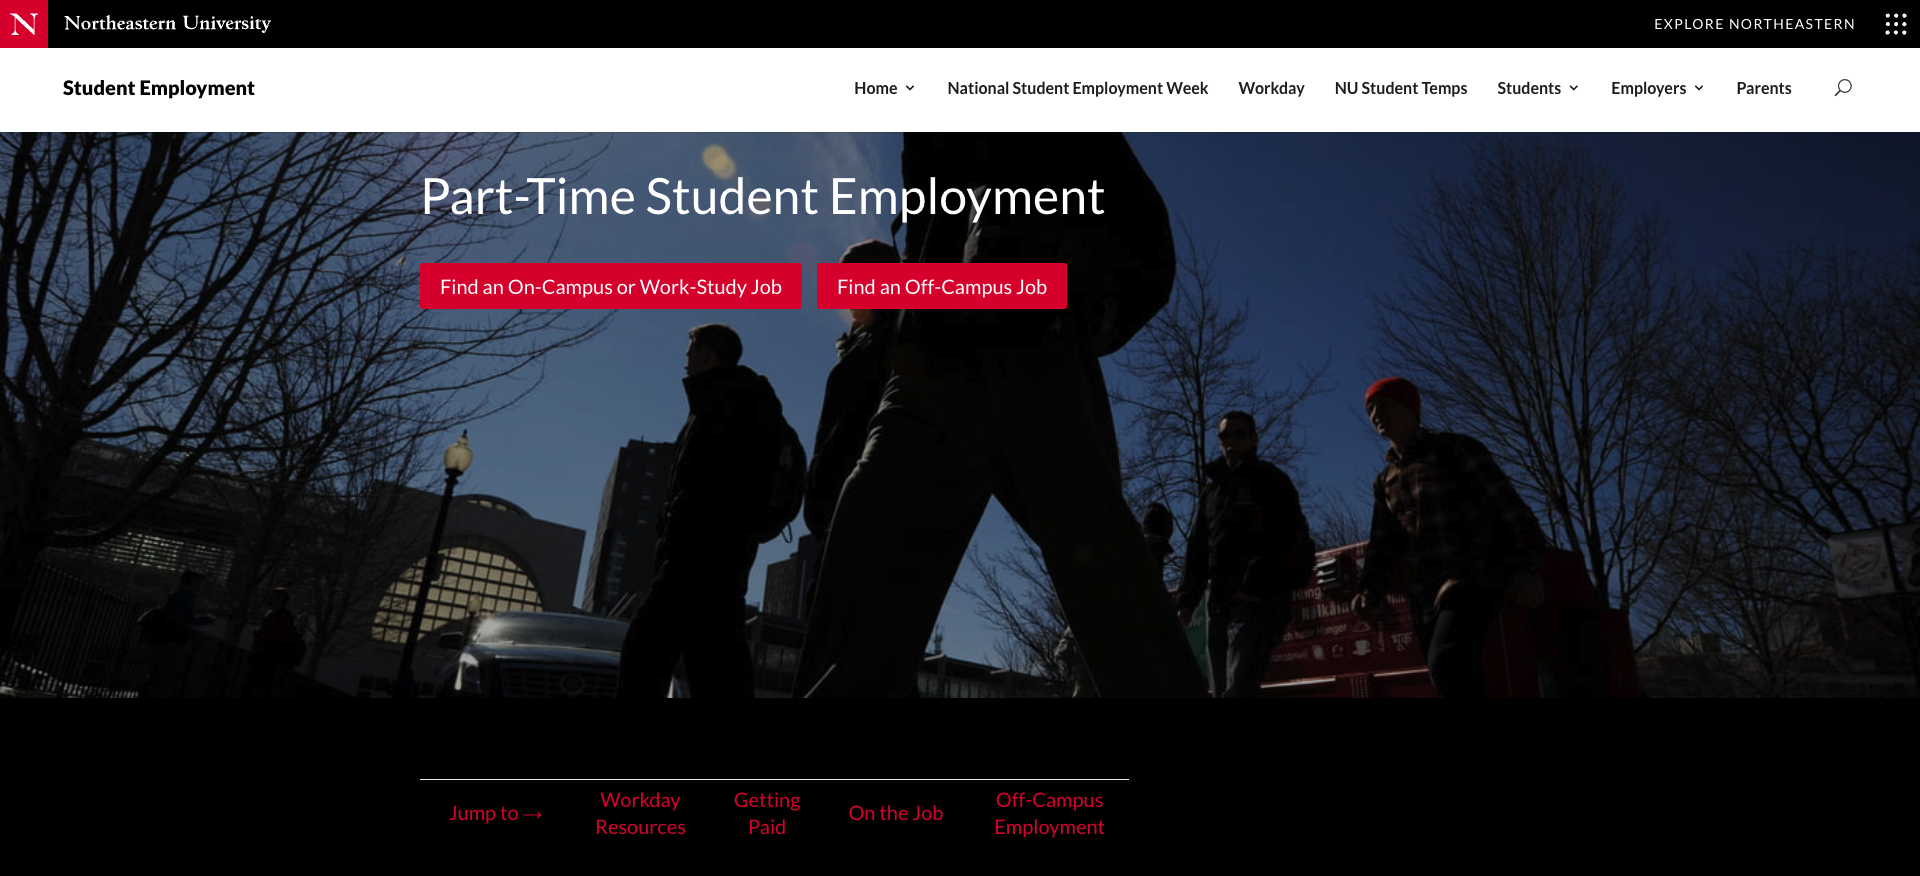 N Northeastern University
EXPLORE NORTHEASTERN
Student Employment
Home
National Student Employment Week
Workday
NU Student Temps
Students
Employers
Parents
Part-Time Student Employment
Find an On-Campus or Work-Study Job
Find an Off-Campus Job
Hung
Nälkäin
भूक
Jump to →
Workday
Resources
Getting
Paid
On the Job
Off-Campus
Employment